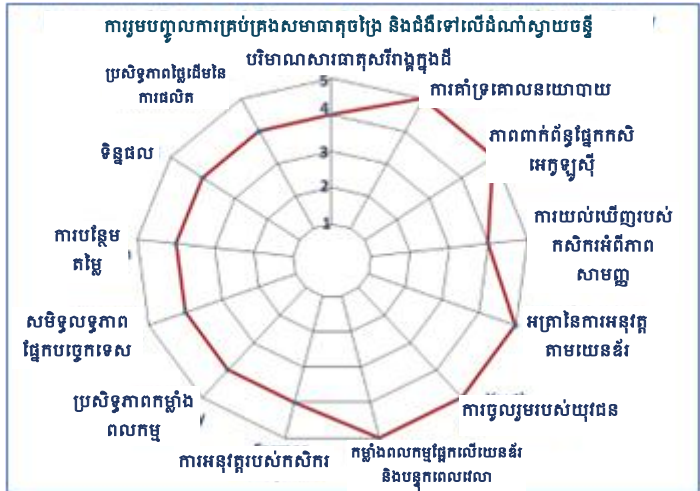 ការរួមបញ្ចូលការគ្រប់គ្រងសមាធាតុចង្រៃ និងជំងឺទៅលើដំណាំស្វាយចន្ទី
បរិមាណសារធាតុសរីរាង្គក្នុងដី
ការគាំទ្រគោលនយោបាយ
ភាពពាក់ព័ន្ធផ្នែកកសិ
អេកូឡូស៊ី
ការយល់ឃើញរបស់
កសិករអំពីភាព
សាមញ្ញ
អត្រានៃការអនុវត្ត
តាមយេនឌ័រ
ការចូលរួមរបស់យុវជន
កម្លាំងពលកម្មផ្អែកលើយេនឌ័រ
និងបន្ទុកពេលវេលា
ការអនុវត្តរបស់កសិករ
ប្រសិទ្ធភាពកម្លាំង
ពលកម្ម
សមិទ្ធលទ្ធភាព
ផ្នែកបច្ចេកទេស
ការបន្ថែម
តម្លៃ
ទិន្នផល
ប្រសិទ្ធភាពថ្លៃដើមនៃ
ការផលិត
5
4
3
2
1